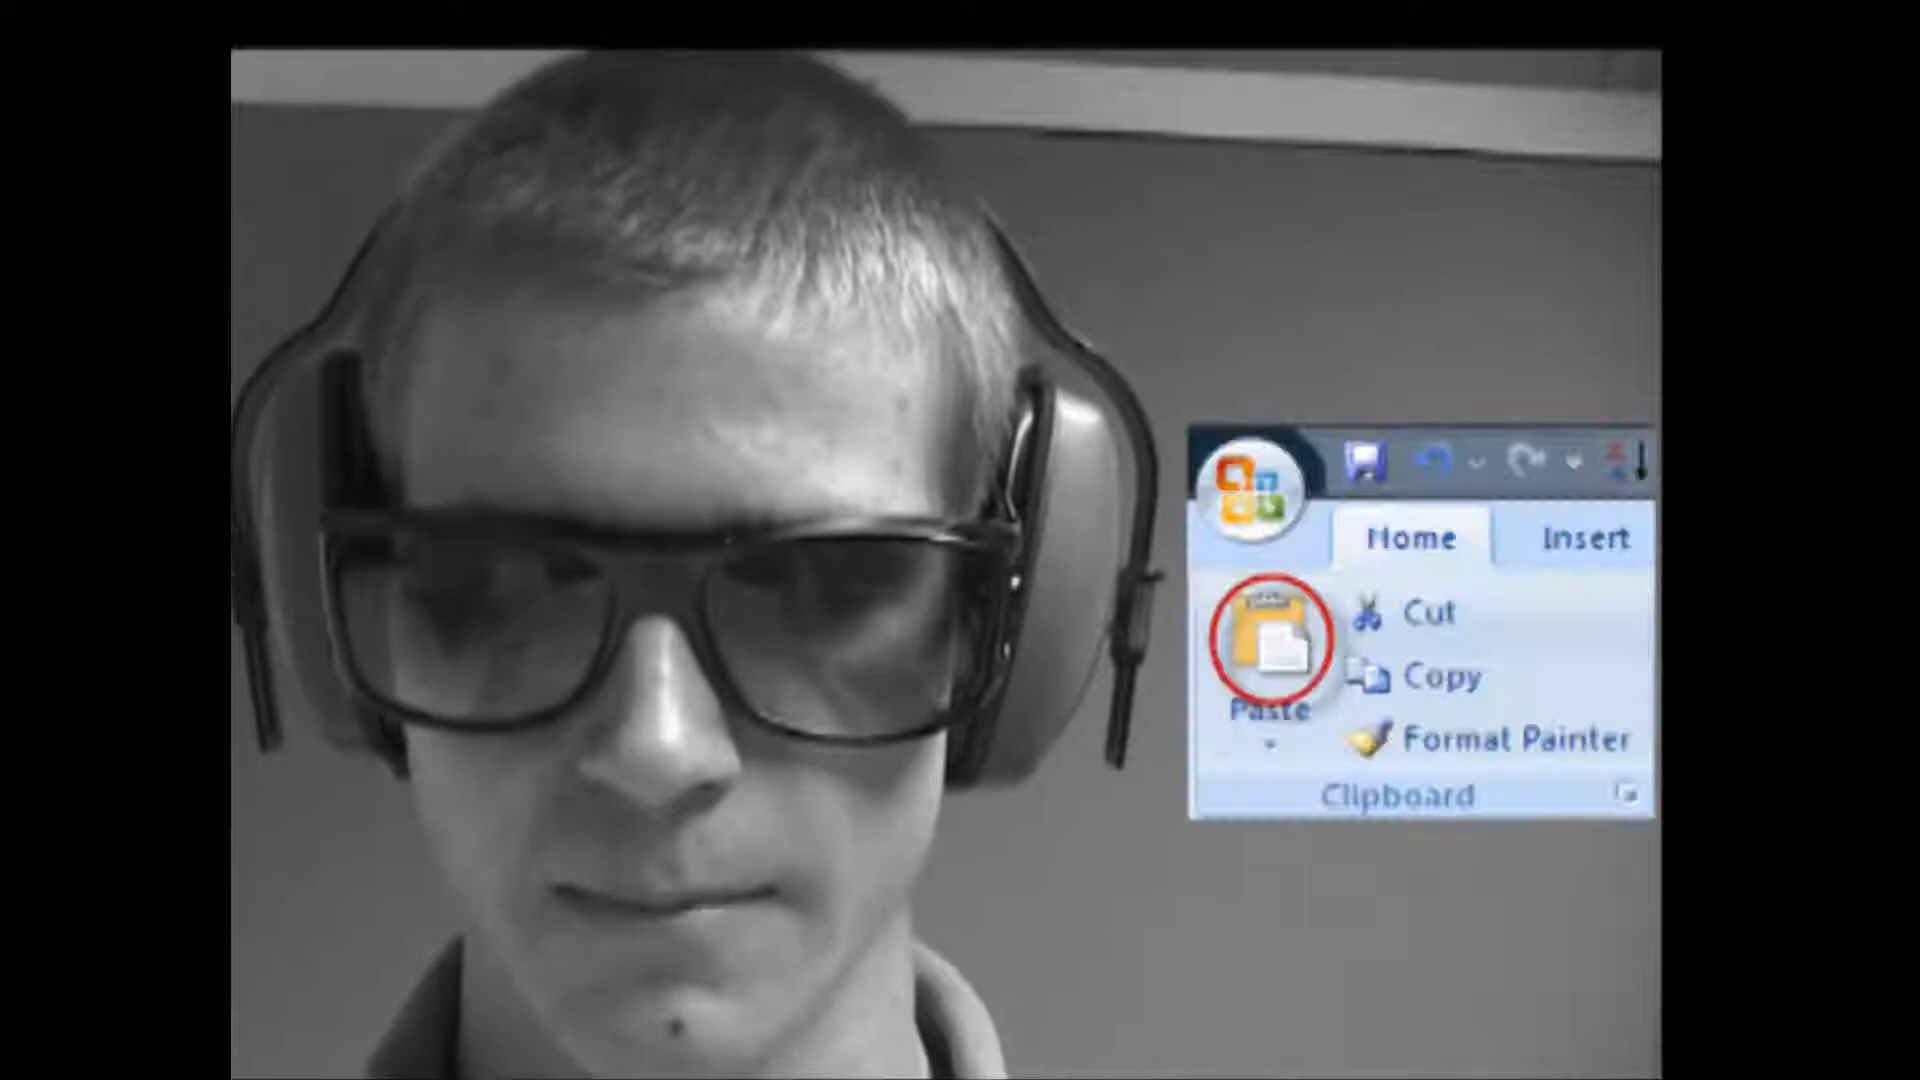 Home Insert
Cut
Copy
Paste
Format Painter
Clipboard